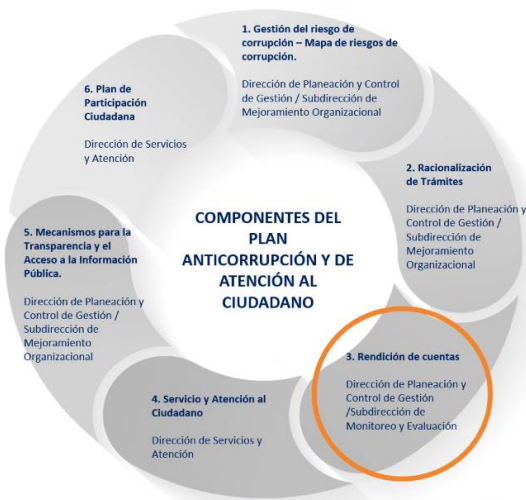 1. Gestión del riesgo de
corrupción – Mapa de riesgos de
corrupción.
Dirección de Planeación y Control
de Gestión / Subdirección de
Mejoramiento Organizacional
2. Racionalización
de Trámites
Dirección de Planeación y
Control de Gestión /
Subdirección de
Mejoramiento
Organizacional
3. Rendición de cuentas
Dirección de Planeación y
Control de Gestión
/Subdirección de
Monitoreo y Evaluación
4. Servicio y Atención al
Ciudadano
Dirección de Servicios y
Atención
5. Mecanismos para la
Transparencia y el
Acceso a la Información
Pública.
Dirección de Planeación y
Control de Gestión /
Subdirección de
Mejoramiento
Organizacional
6. Plan de
Participación
Ciudadana
Dirección de Servicios
y Atención
COMPONENTES DEL
PLAN
ANTICORRUPCIÓN Y DE
ATENCIÓN AL
CIUDADANO